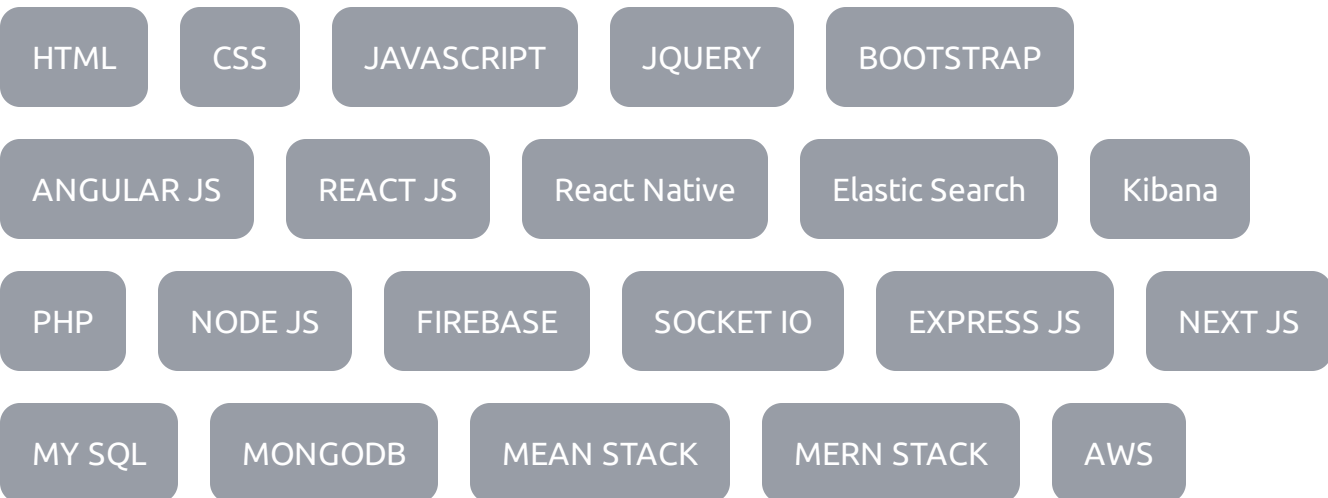 HTML CSS JAVASCRIPT JQUERY BOOTSTRAP
ANGULAR JS REACT JS React Native Elastic Search Kibana
PHP NODE JS FIREBASE SOCKET IO EXPRESS JS NEXT JS
MY SQL MONGODB MEAN STACK MERN STACK AWS